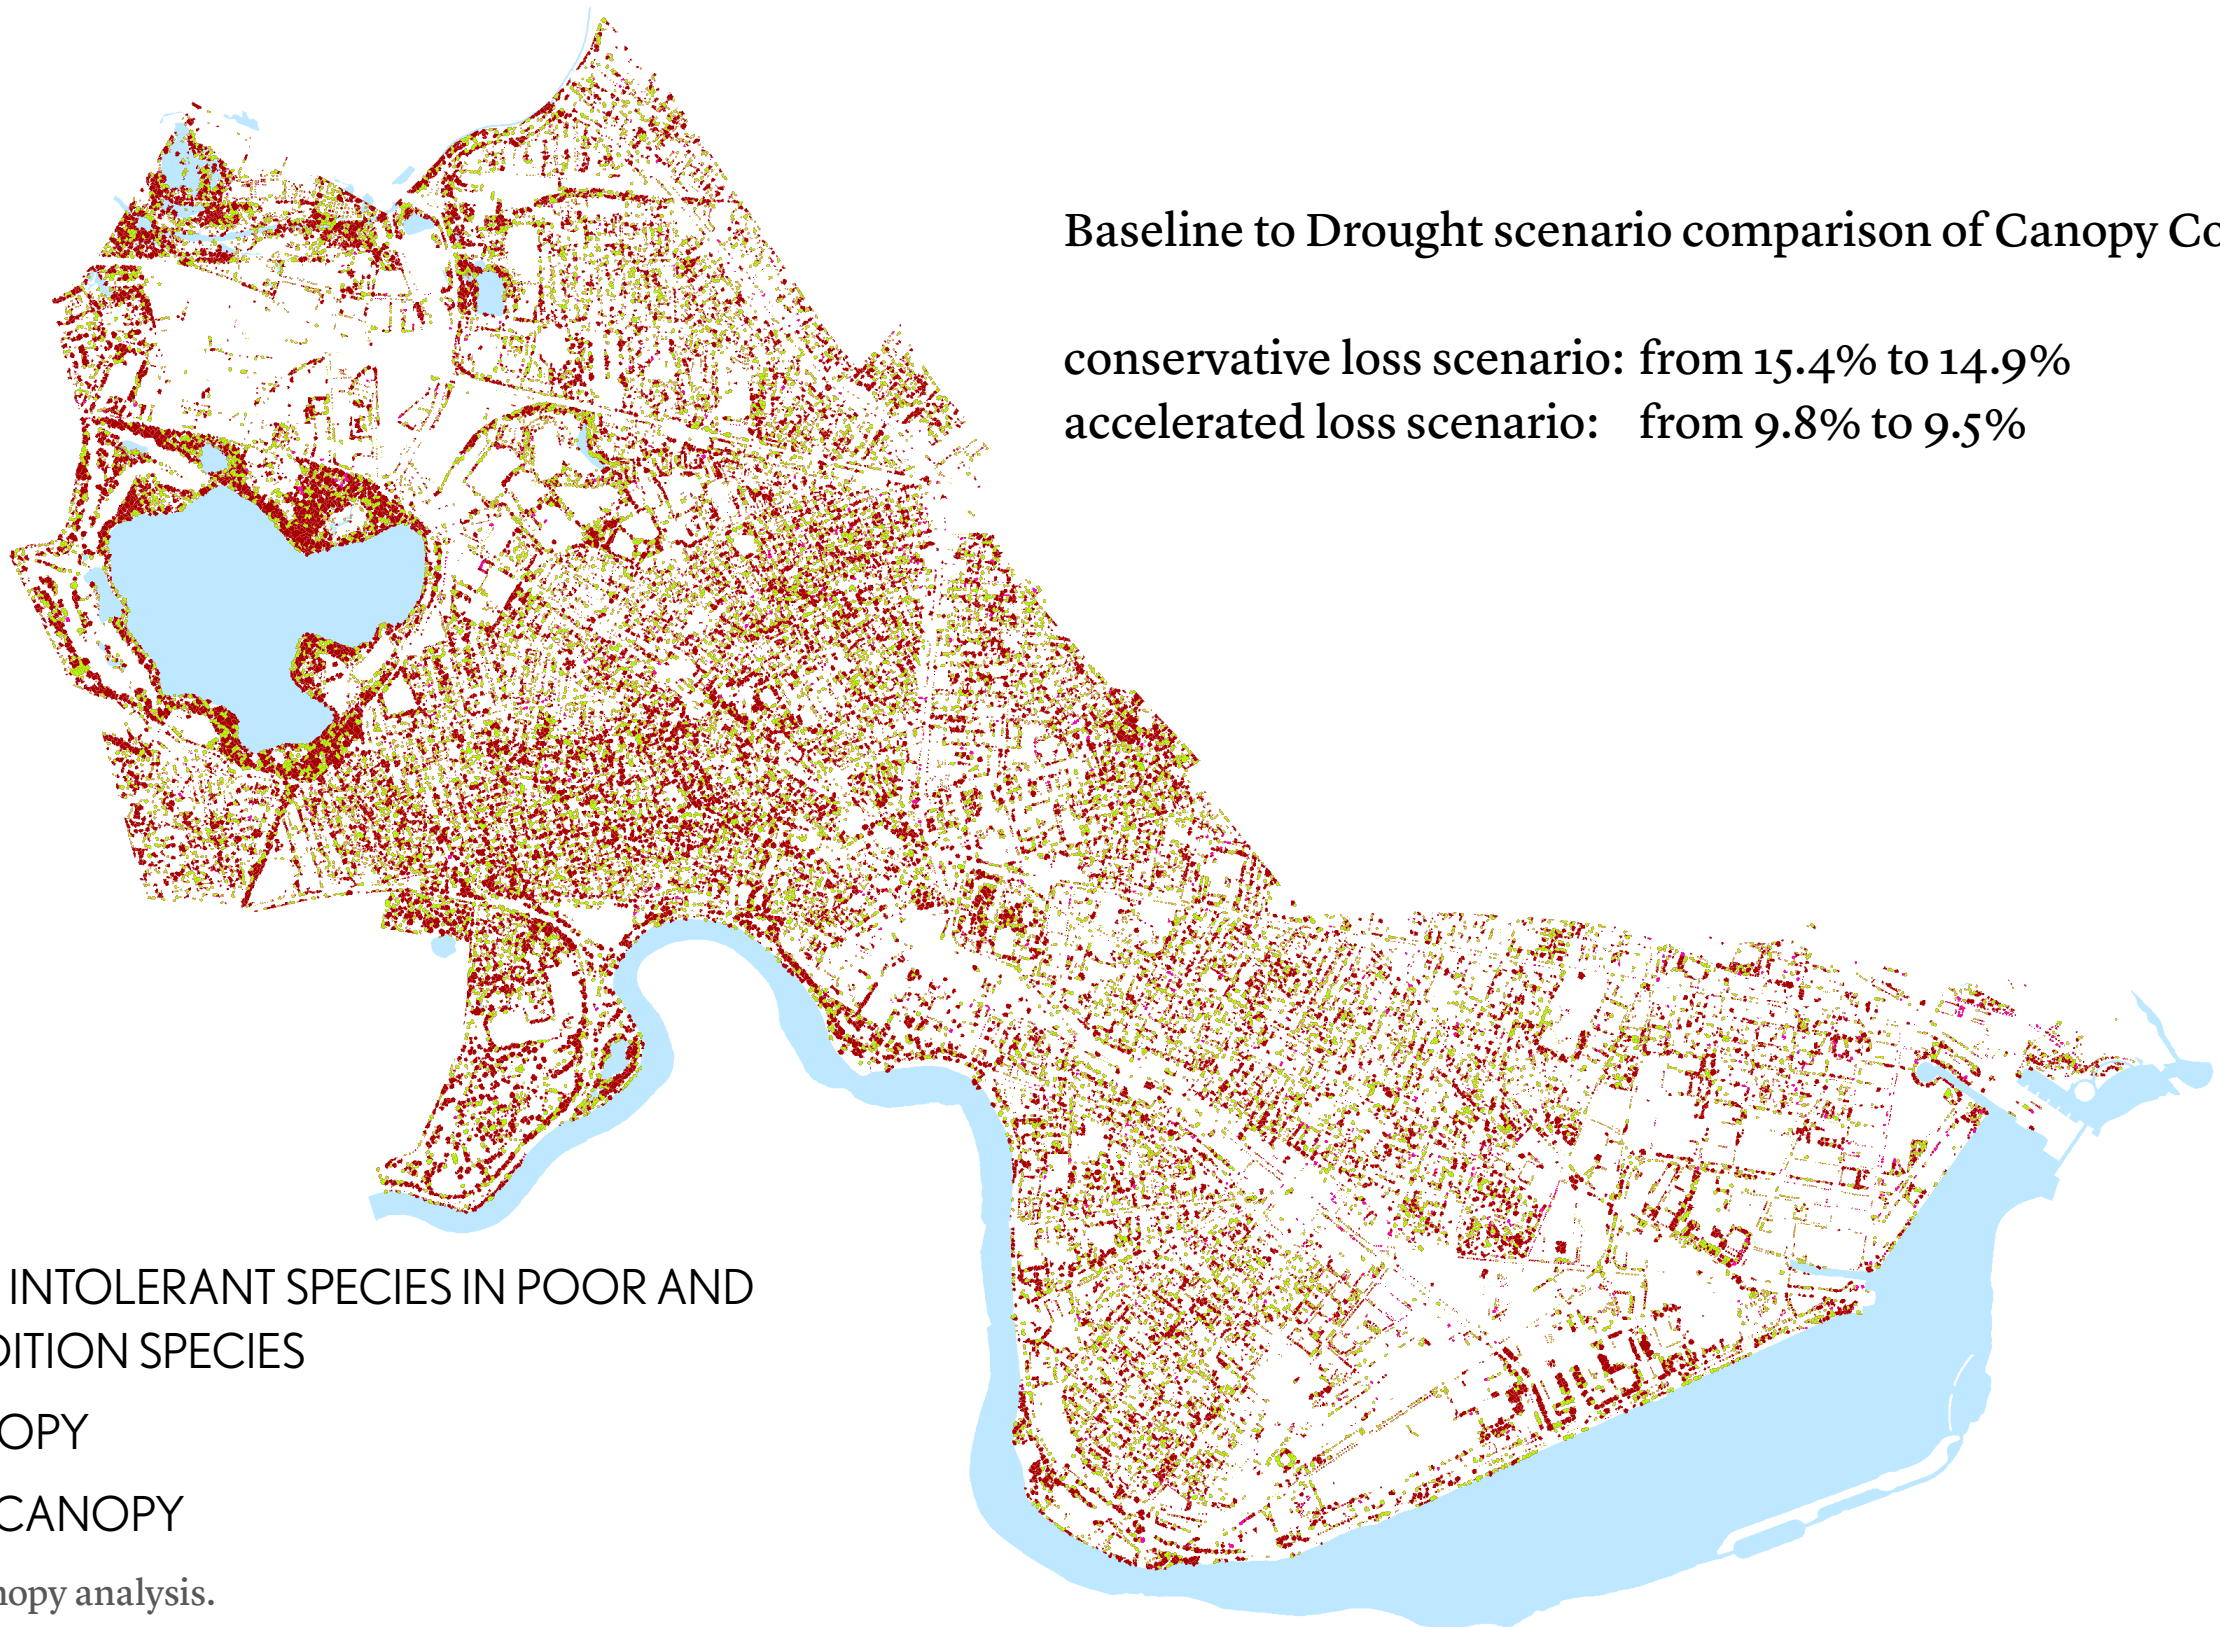 Baseline to Drought scenario comparison of Canopy Co
conservative loss scenario: from 15.4% to 14.9%
accelerated loss scenario: from 9.8% to 9.5%
INTOLERANT SPECIES IN POOR AND
DITION SPECIES
OPY
CANOPY
nopy analysis.